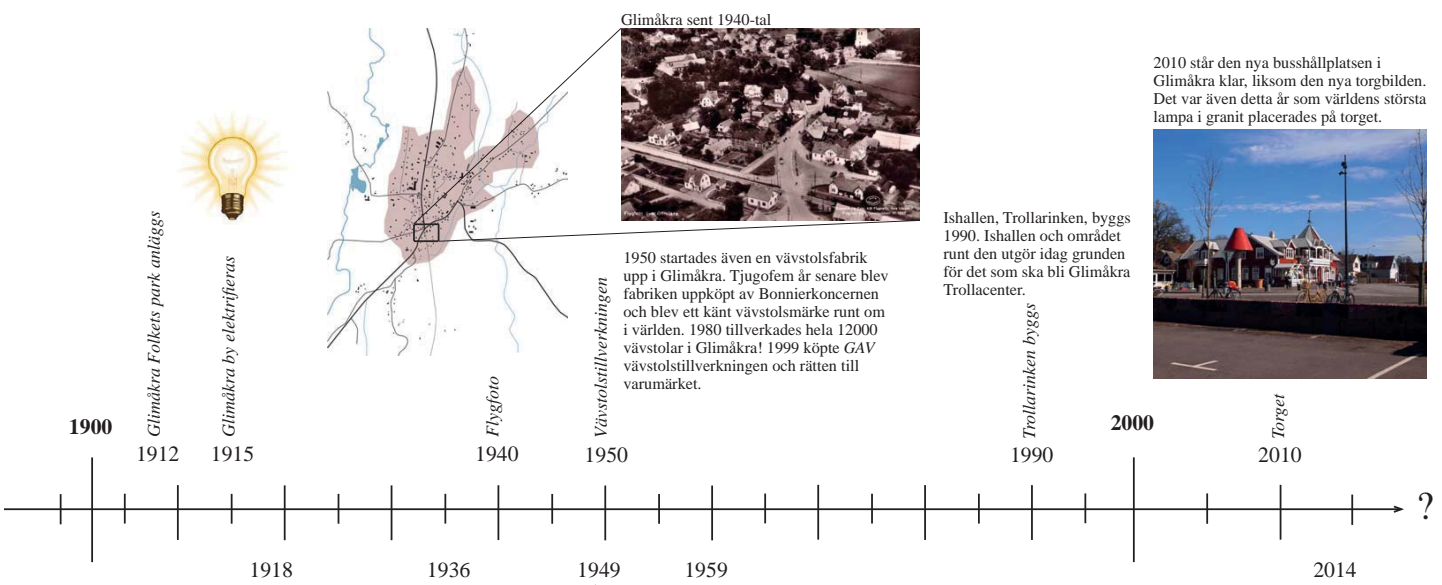 Glimåkra sent 1940-tal
2010 står den nya busshållplatsen i
Glimåkra klar, liksom den nya torgbilden.
Det var även detta år som världens största
lampa i granit placerades på torget.
Ishallen, Trollarinken, byggs
1990. Ishallen och området
runt den utgör idag grunden
för det som ska bli Glimåkra
Trollacenter.
1950 startades även en vävstolsfabrik
upp i Glimåkra. Tjugofem år senare blev
fabriken uppköpt av Bonnierkoncernen
och blev ett känt vävstolsmärke runt om
i världen. 1980 tillverkades hela 12000
vävstolar i Glimåkra! 1999 köpte GAV
vävstolstillverkningen och rätten till
varumärket.
Glimåkra Folkets park anläggs
Glimåkra by elektrifieras
Flygfoto
Vävstolstillverkningen
Trollarinken byggs
Torget
1900
1912
1915
1940
1950
1990
2000
2010
?
1918
1936
1949
1959
2014